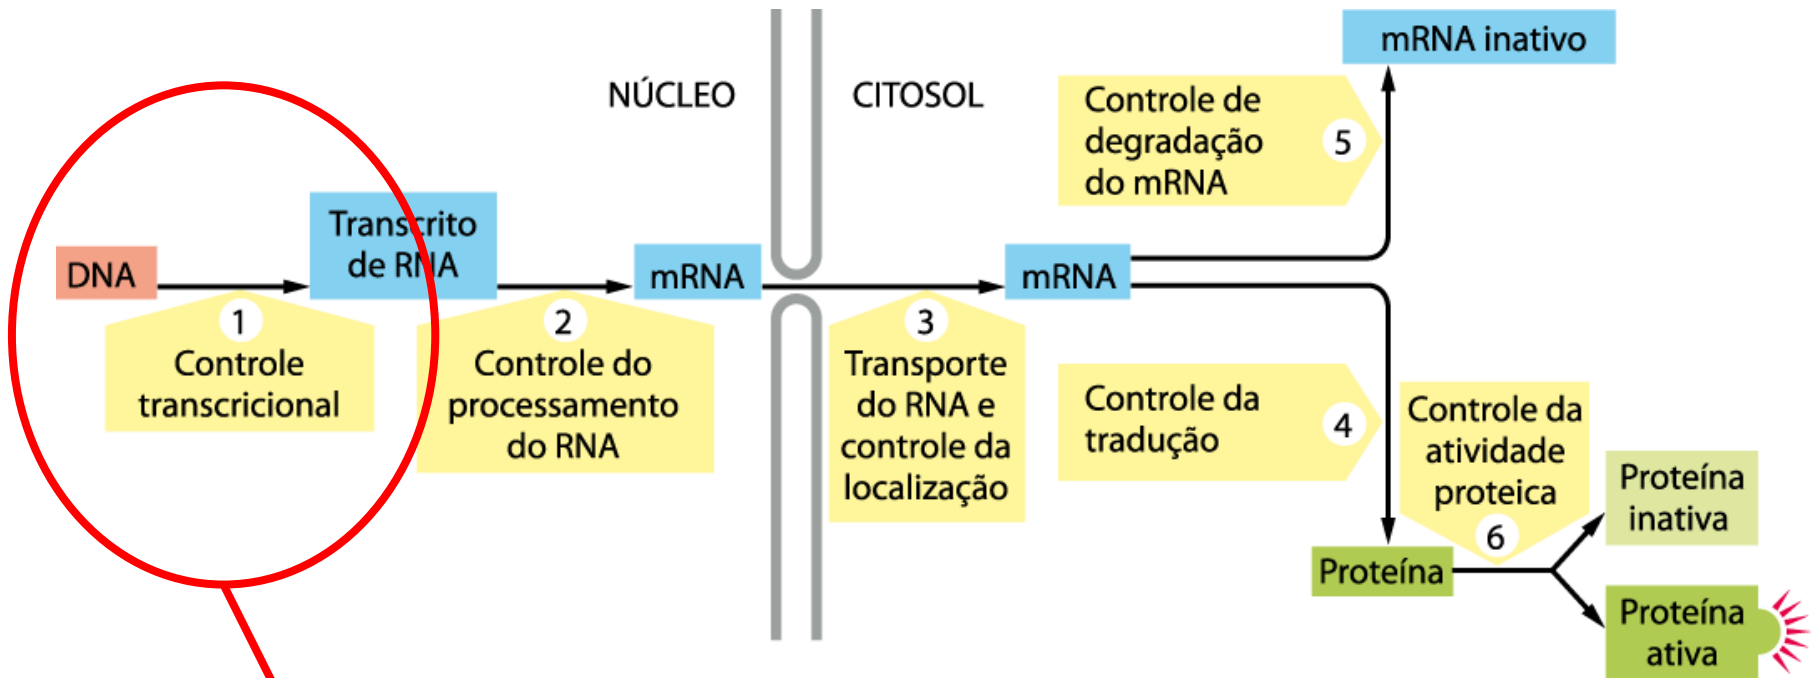 NÚCLEO
CITOSOL
DNA
Transcrito
de RNA
mRNA
mRNA
1
Controle
transcricional
2
Controle do
processamento
do RNA
3
Transporte
do RNA e
controle da
localização
Controle da
tradução
4
Controle de
degradação
do mRNA
5
mRNA inativo
Controle da
atividade
proteica
6
Proteína
Proteína
inativa
Proteína
ativa